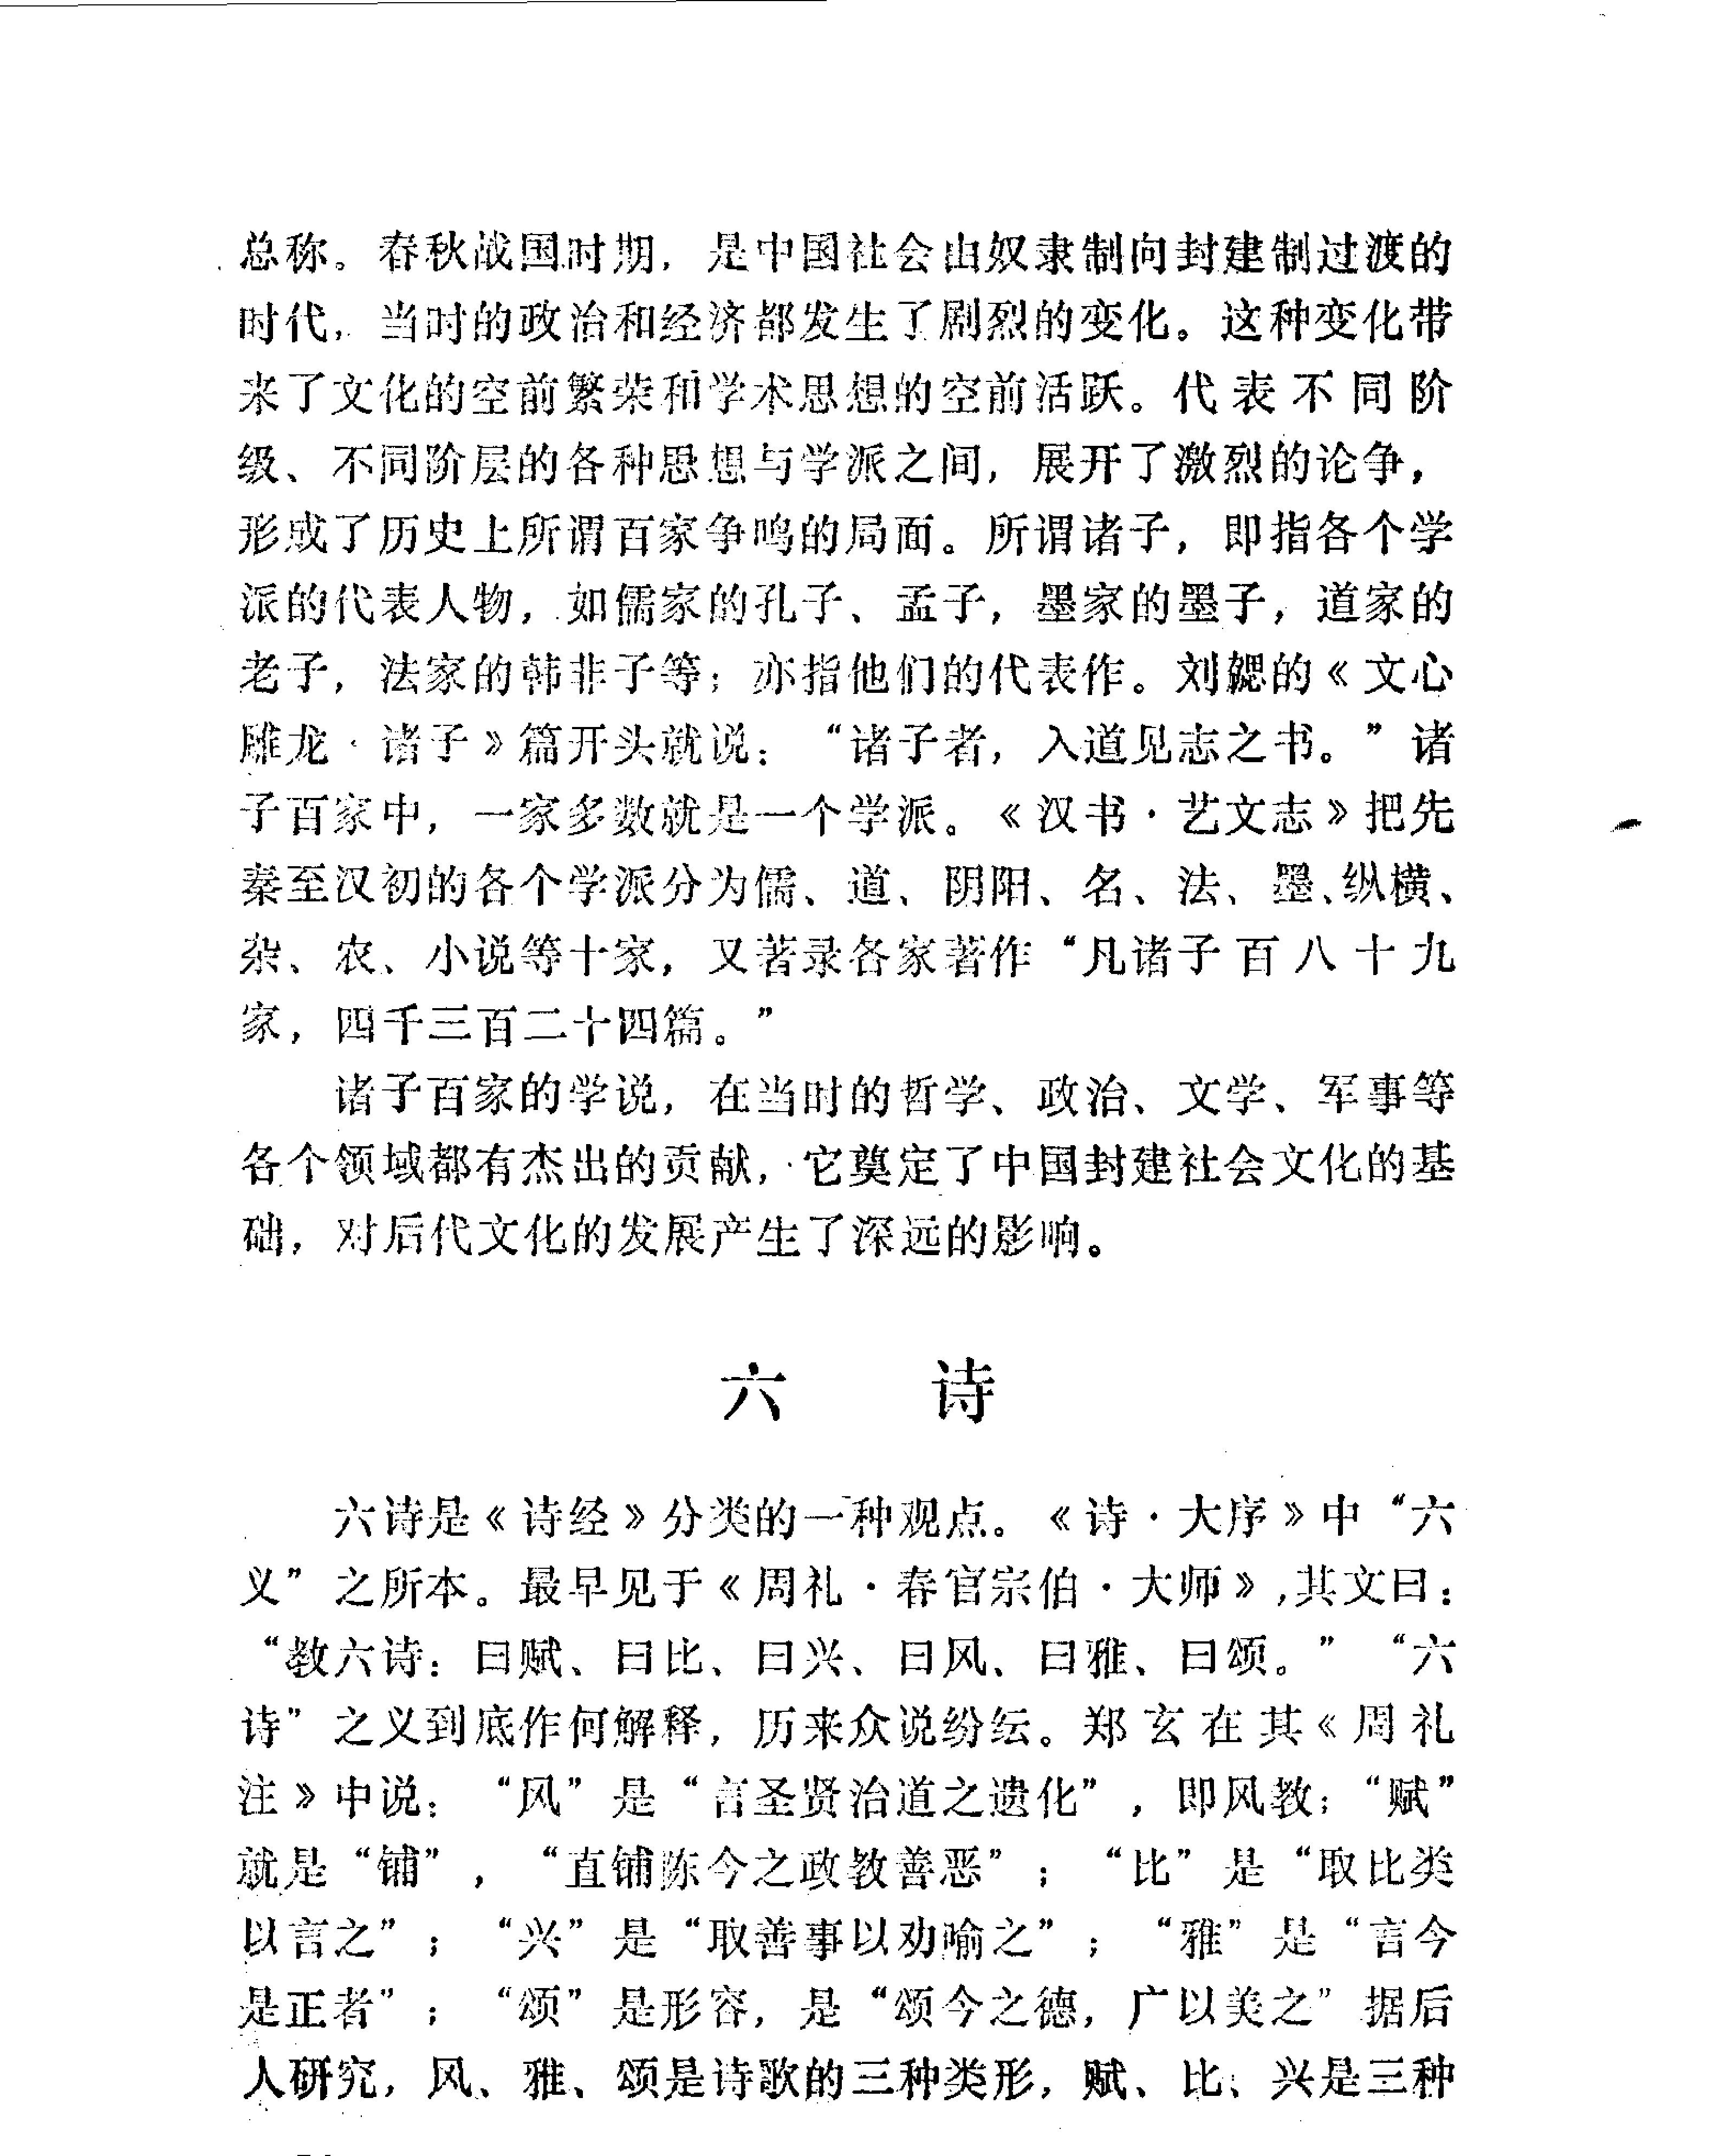 总称。春秋战国时期，是中国社会由奴隶制向封建制过渡的
时代，当时的政治和经济都发生了剧烈的变化。这种变化带
来了文化的空前繁荣和学术思想的空前活跃。代表不同阶
级、不同阶层的各种思想与学派之间，展开了激烈的论争，
形成了历史上所谓百家争鸣的局面。所谓诸子，即指各个学
派的代表人物，如儒家的孔子、孟子，墨家的墨子，道家的
老子，法家的韩非子等；亦指他们的代表作。刘勰的《文心
雕龙·诸子》篇开头就说：“诸子者，入道见志之书。”诸
子百家中，一家多数就是一个学派。《汉书·艺文志》把先
秦至汉初的各个学派分为儒、道、阴阳、名、法、墨、纵横、
杂、农、小说等十家，又著录各家著作“凡诸子百八十九
家，四千三百二十四篇。”
诸子百家的学说，在当时的哲学、政治、文学、军事等
各个领域都有杰出的贡献，它奠定了中国封建社会文化的基
础，对后代文化的发展产生了深远的影响。
六 诗
六诗是《诗经》分类的一种观点。《诗·大序》中“六
义”之所本。最早见于《周礼·春官宗伯·大师》，其文曰：
“教六诗：曰赋、曰比、曰兴、曰风、曰雅、曰颂。”“六
诗”之义到底作何解释，历来众说纷纭。郑玄在其《周礼
注》中说：“风”是“言圣贤治道之遗化”，即风教；“赋”
就是“铺”，“直铺陈今之政教善恶”；“比”是“取比类
以言之”；“兴”是“取善事以劝喻之”；“雅”是“言今
是正者”；“颂”是形容，是“颂今之德，广以美之”据后
人研究，风、雅、颂是诗歌的三种类形，赋、比、兴是三种